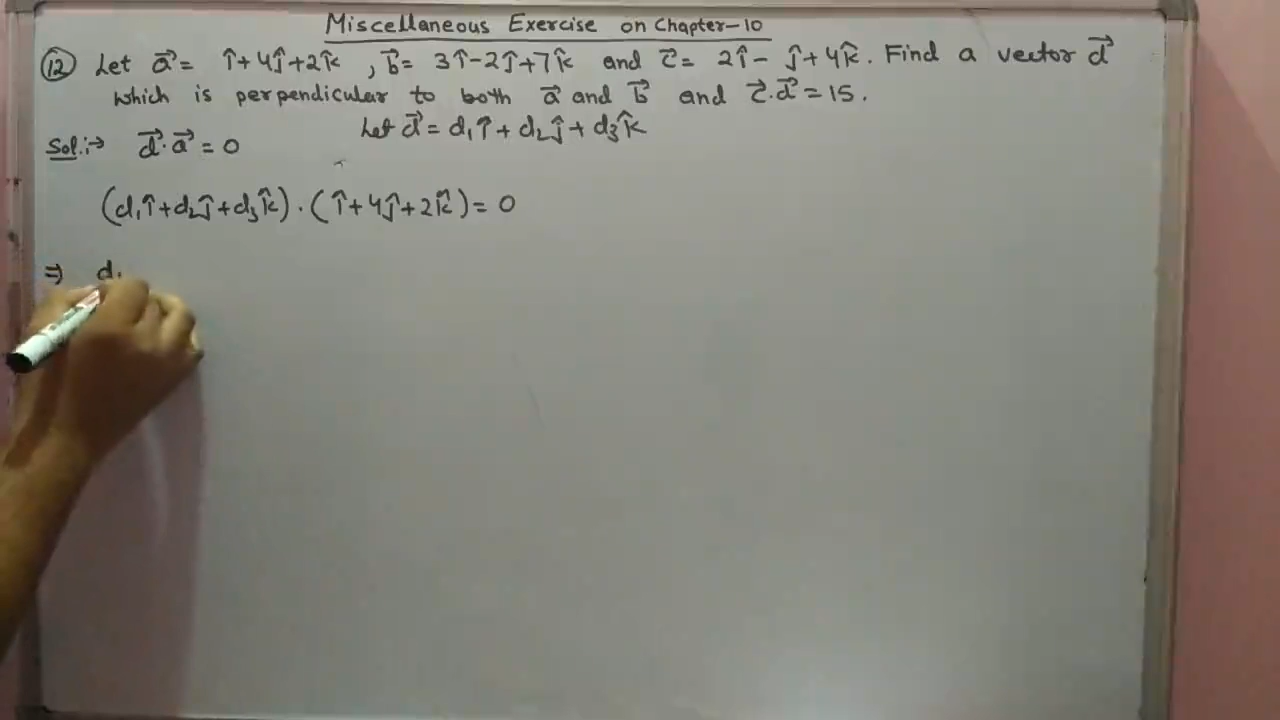 Miscellaneous Exercise on Chapter-10
⑫ Let a⃗ = î+4ĵ+2k̂ , b⃗ = 3î-2ĵ+7k̂ and c⃗ = 2î- ĵ+4k̂. Find a vector d⃗
which is perpendicular to both a⃗ and b⃗ and c⃗.d⃗ = 15.
Let d⃗ = d₁î + d₂ĵ + d₃k̂
Sol:→ d⃗.a⃗ = 0
(d₁î+d₂ĵ+d₃k̂).(î+4ĵ+2k̂) = 0
⇒ d₁